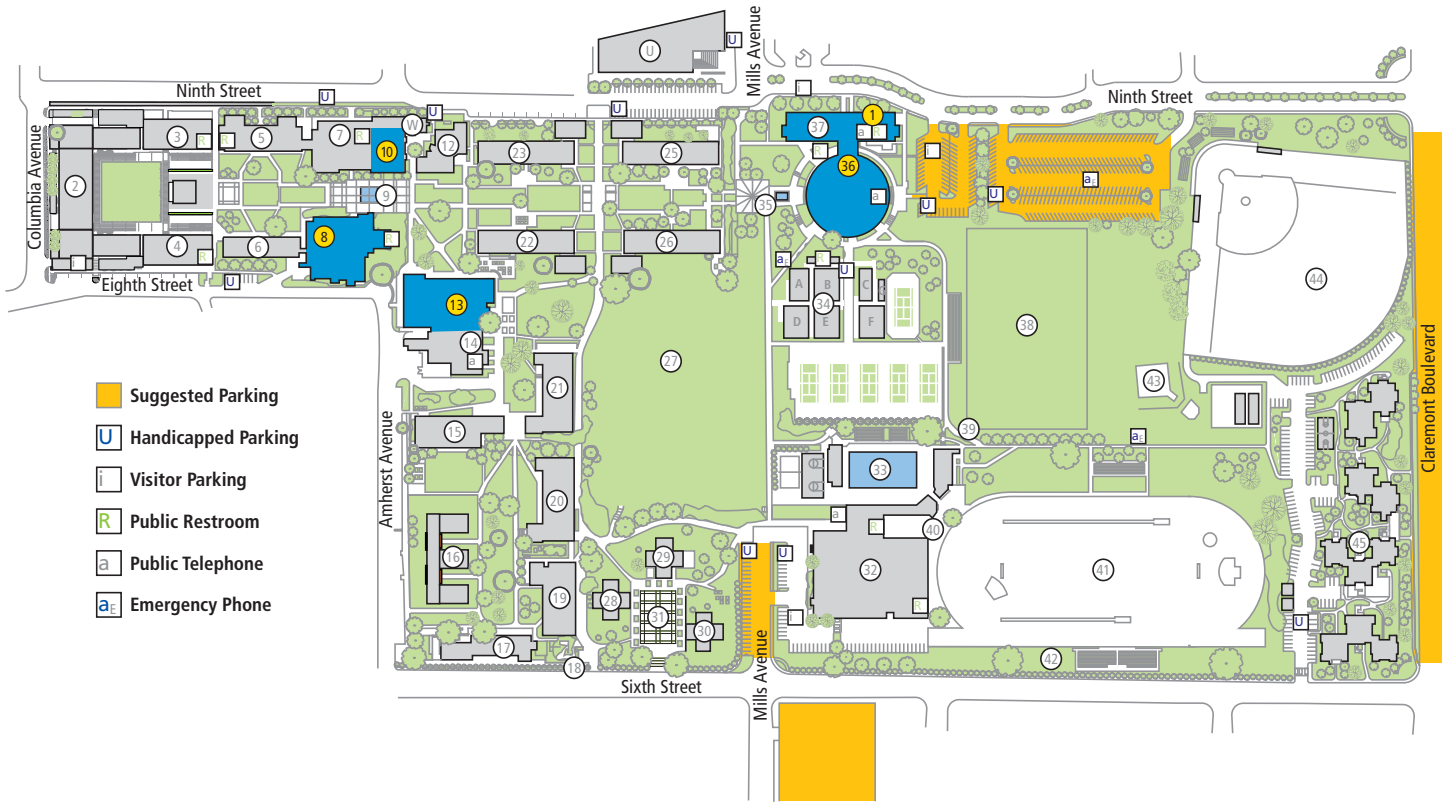 U
Mills Avenue
U
Ninth Street
Ninth Street
U
U
U
i
1
3
R
R
5
7
R
10
W
12
23
25
37
a
R
R
36
2
9
35
a
U
U
aE
Columbia Avenue
4
R
i
6
8
R
22
26
aE
R
U
A
B
C
34
D
E
F
38
44
Eighth Street
U
13
14
a
27
21
15
43
Suggested Parking
U Handicapped Parking
i Visitor Parking
R Public Restroom
a Public Telephone
aE Emergency Phone
Amherst Avenue
39
aE
33
20
a
R
40
16
29
U
U
32
41
45
28
31
30
19
i
R
U
17
18
42
Sixth Street
Mills Avenue
Claremont Boulevard